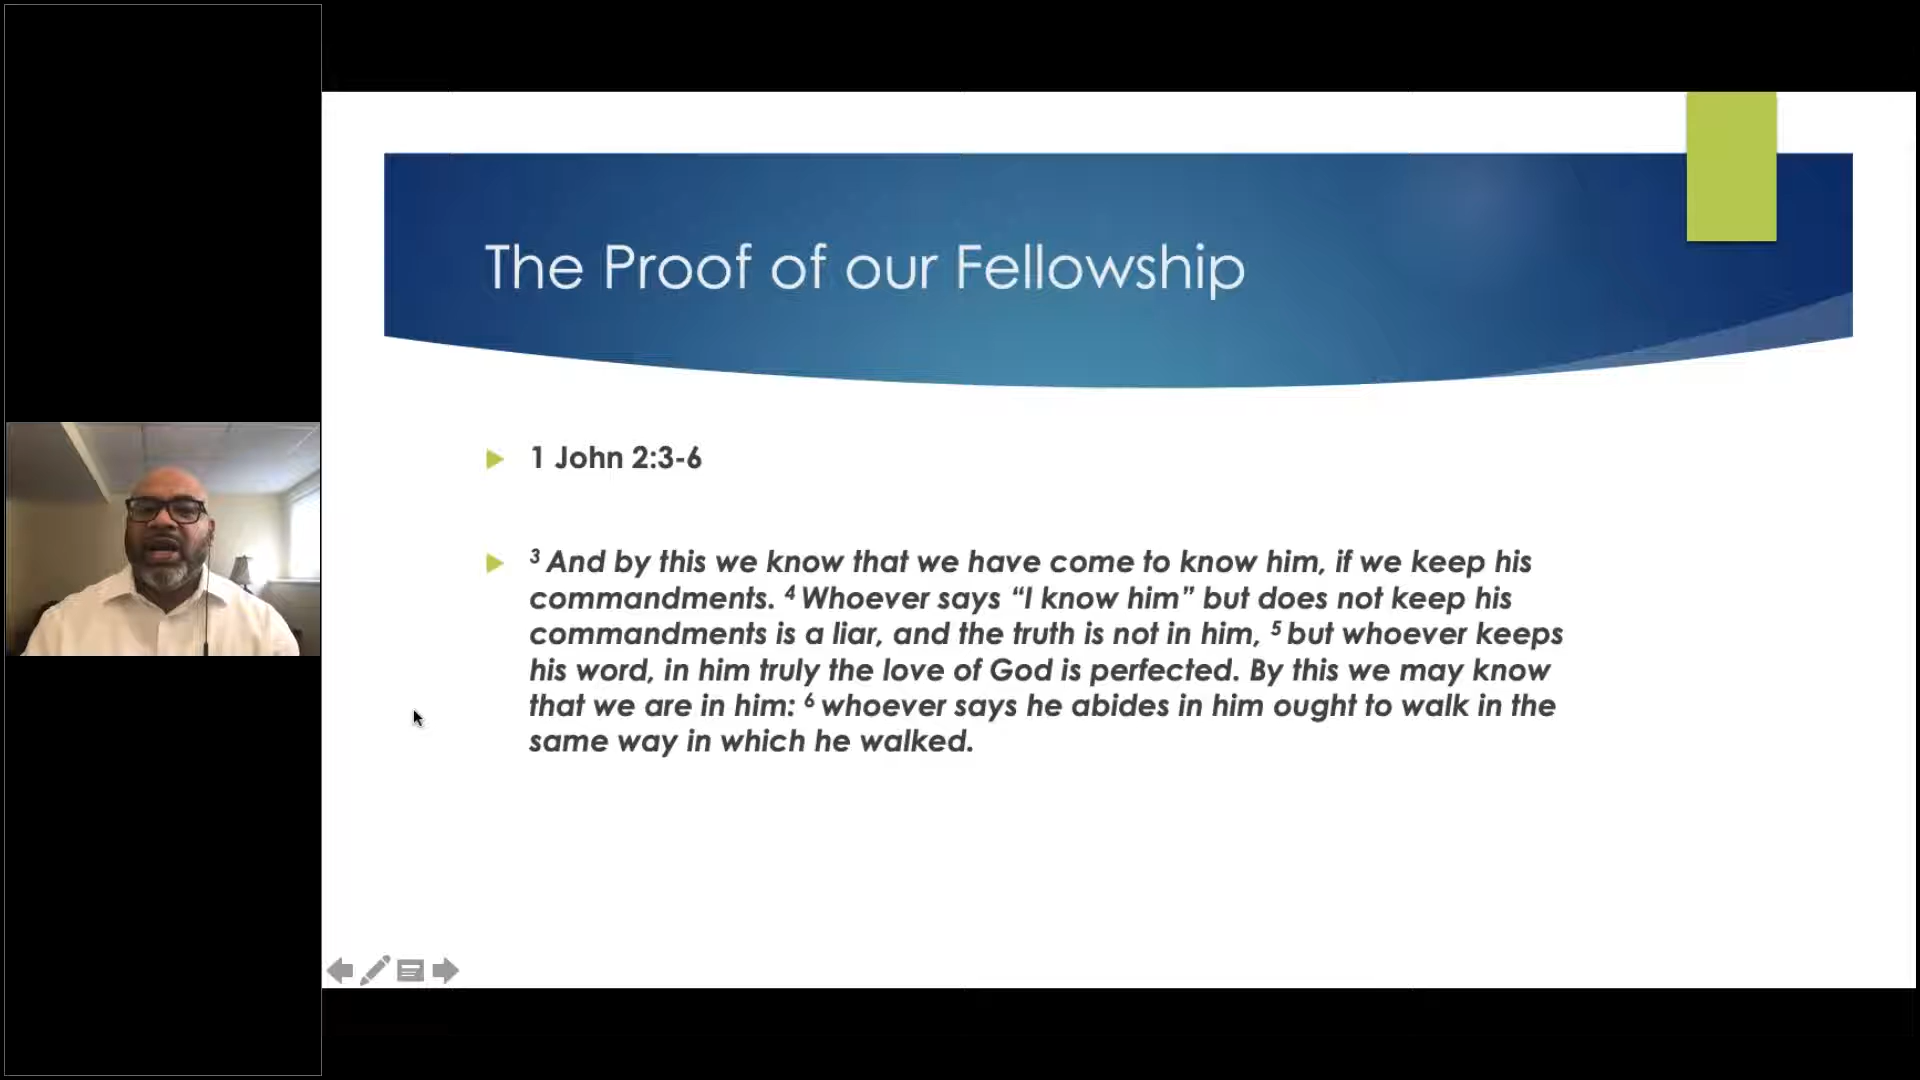 The Proof of our Fellowship
1 John 2:3-6
3 And by this we know that we have come to know him, if we keep his
commandments. 4 Whoever says “I know him” but does not keep his
commandments is a liar, and the truth is not in him, 5 but whoever keeps
his word, in him truly the love of God is perfected. By this we may know
that we are in him: 6 whoever says he abides in him ought to walk in the
same way in which he walked.